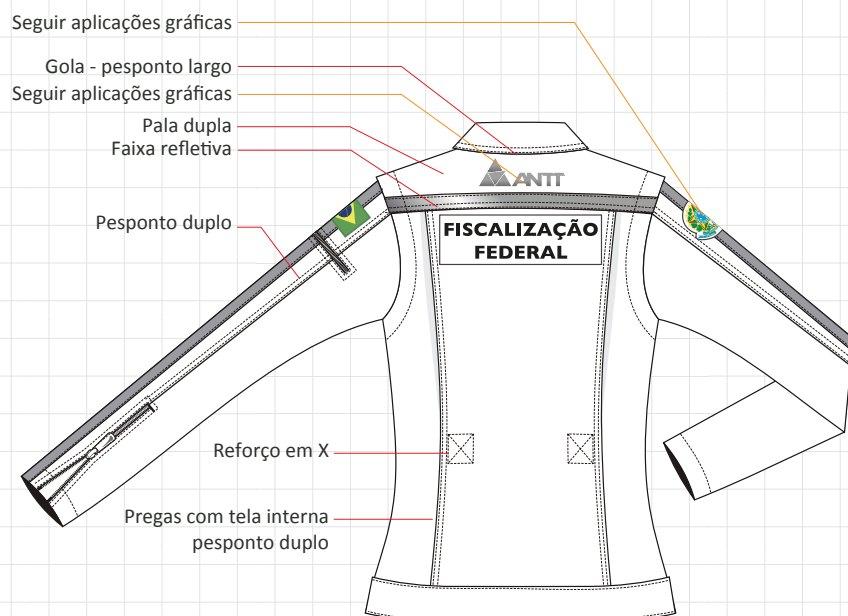 Seguir aplicações gráficas
Gola - pesponto largo
Seguir aplicações gráficas
Pala dupla
Faixa refletiva
Pesponto duplo
ANTT
FISCALIZAÇÃO
FEDERAL
Reforço em X
Pregas com tela interna
pesponto duplo